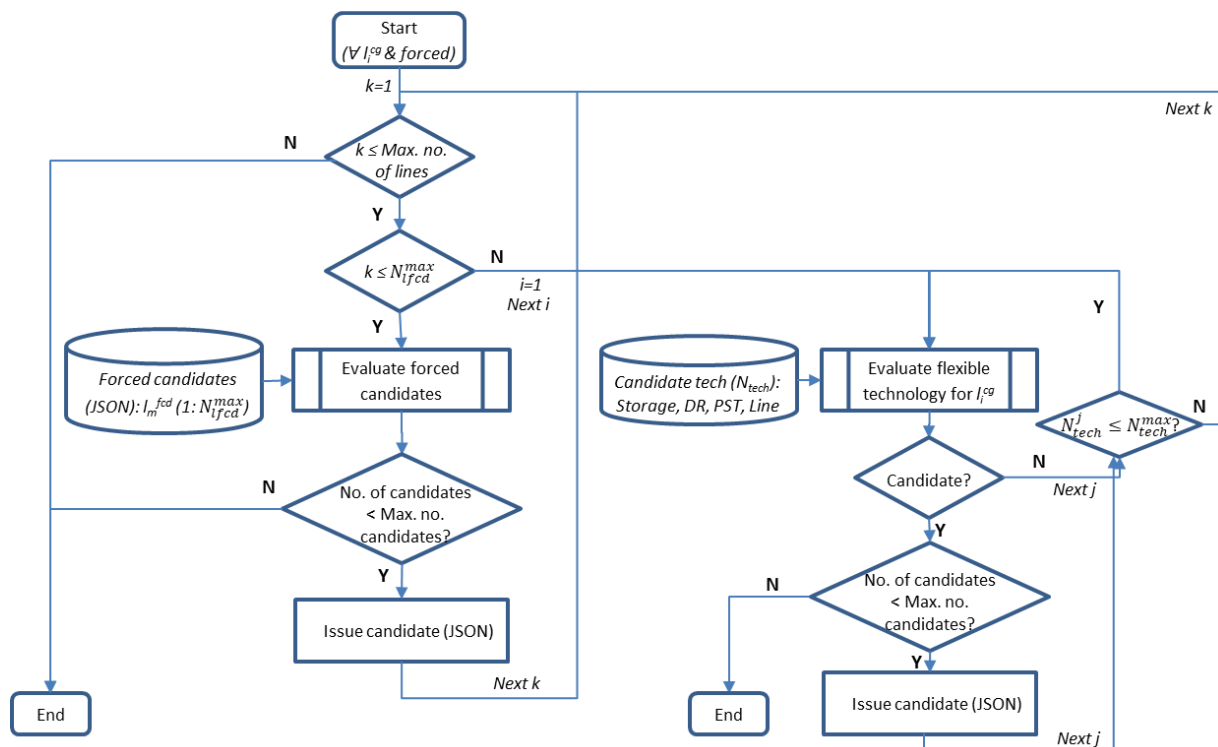 Start
(∀ l_i^cg & forced)
k=1
Next k
N
k ≤ Max. no.
of lines
Y
k ≤ N_lfcd^max
N
i=1
Next i
Y
Y
Forced candidates
(JSON): l_m^fcd (1: N_lfcd^max)
Evaluate forced
candidates
Candidate tech (N_tech):
Storage, DR, PST, Line
Evaluate flexible
technology for l_i^cg
N_tech^j ≤ N_tech^max?
N
N
No. of candidates
< Max. no.
candidates?
Y
Candidate?
N
Next j
Y
N
No. of candidates
< Max. no.
candidates?
Y
Issue candidate (JSON)
Next k
End
End
Issue candidate (JSON)
Next j